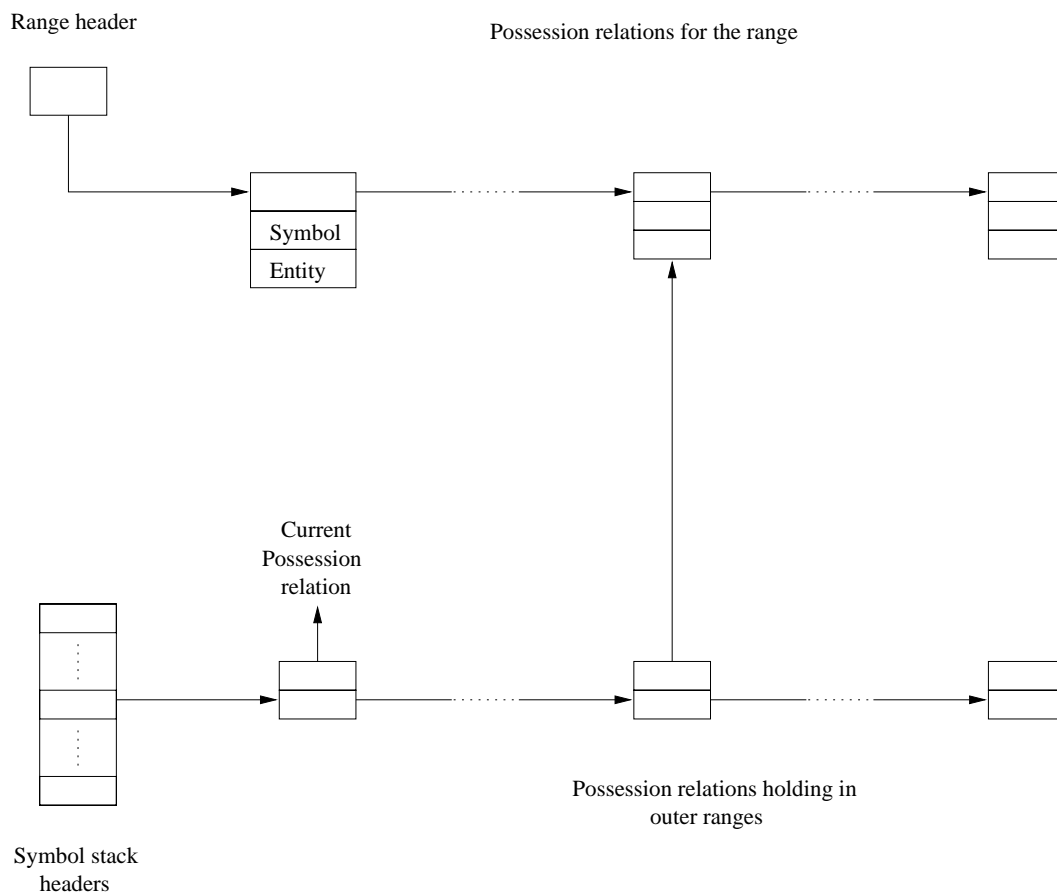 Range header
Possession relations for the range
Symbol
Entity
Current
Possession
relation
Possession relations holding in
outer ranges
Symbol stack
headers